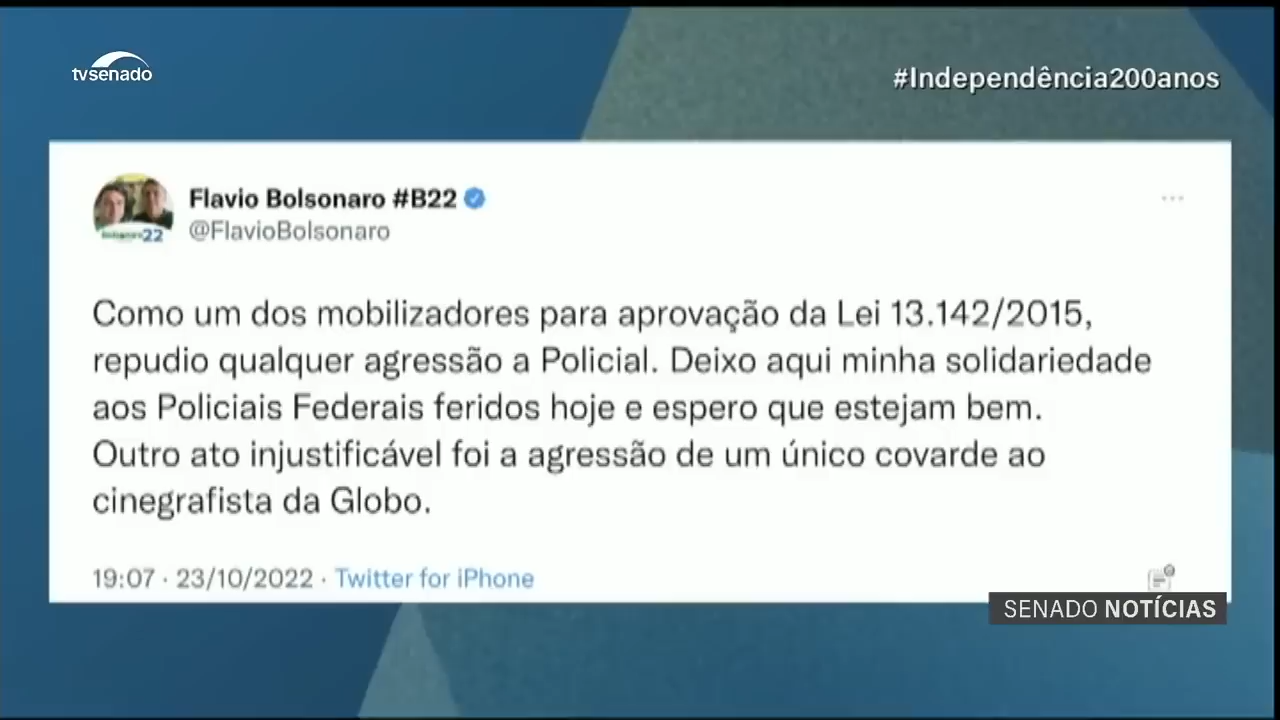 tvsenado
#Independência200anos
Flavio Bolsonaro #B22
@FlavioBolsonaro
Como um dos mobilizadores para aprovação da Lei 13.142/2015,
repudio qualquer agressão a Policial. Deixo aqui minha solidariedade
aos Policiais Federais feridos hoje e espero que estejam bem.
Outro ato injustificável foi a agressão de um único covarde ao
cinegrafista da Globo.
19:07 · 23/10/2022 · Twitter for iPhone
SENADO NOTÍCIAS